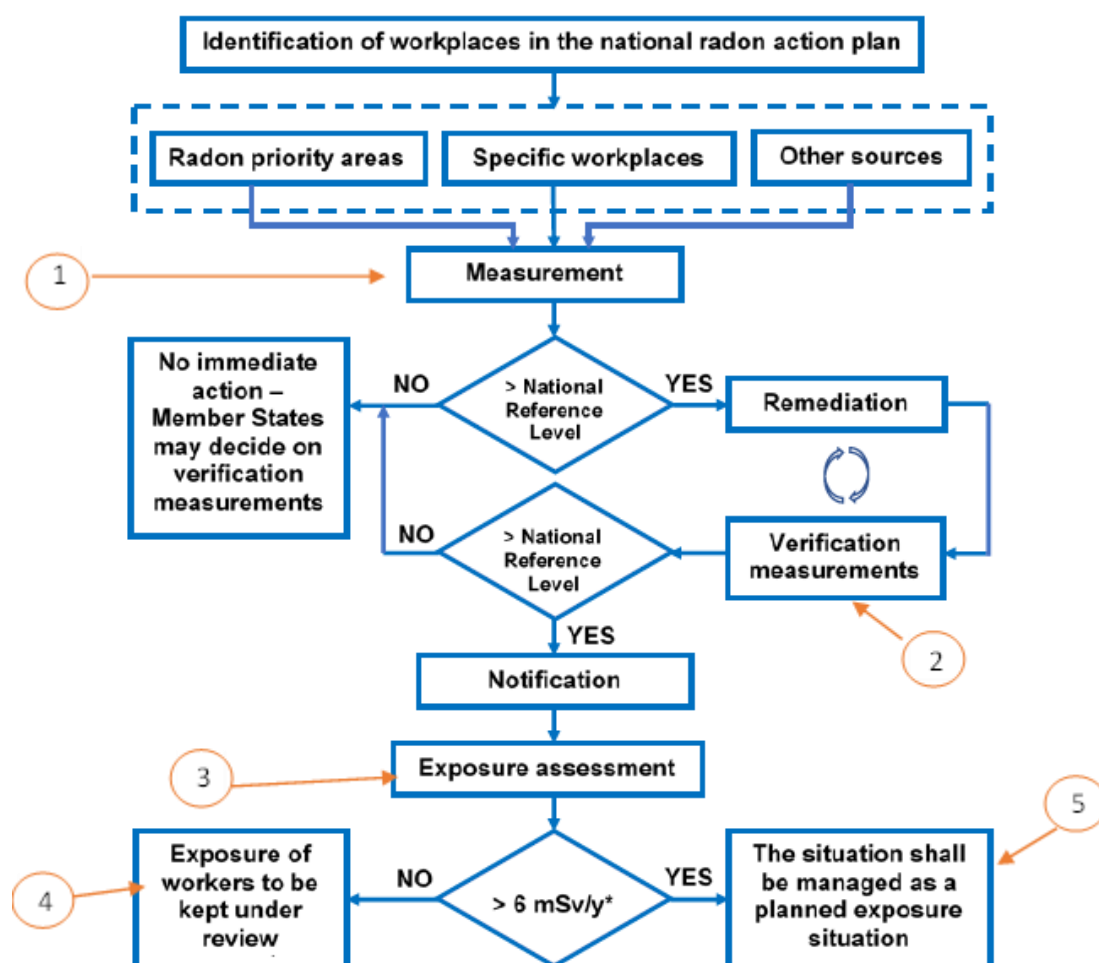 Identification of workplaces in the national radon action plan
Radon priority areas
Specific workplaces
Other sources
1
Measurement
No immediate
action –
Member States
may decide on
verification
measurements
NO
> National
Reference
Level
YES
Remediation
NO
> National
Reference
Level
Verification
measurements
YES
2
Notification
3
Exposure assessment
4
Exposure of
workers to be
kept under
review
NO
> 6 mSv/y*
YES
The situation shall
be managed as a
planned exposure
situation
5